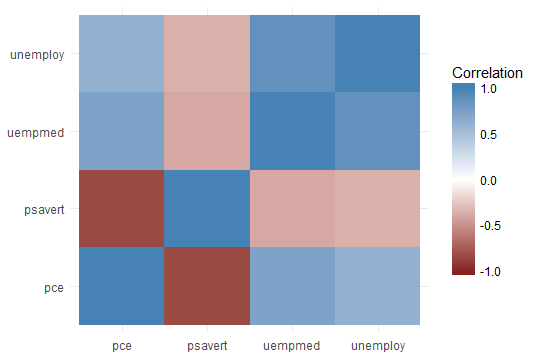 unemploy
uempmed
psavert
pce
pce psavert uempmed unemploy
Correlation
1.0
0.5
0.0
-0.5
-1.0